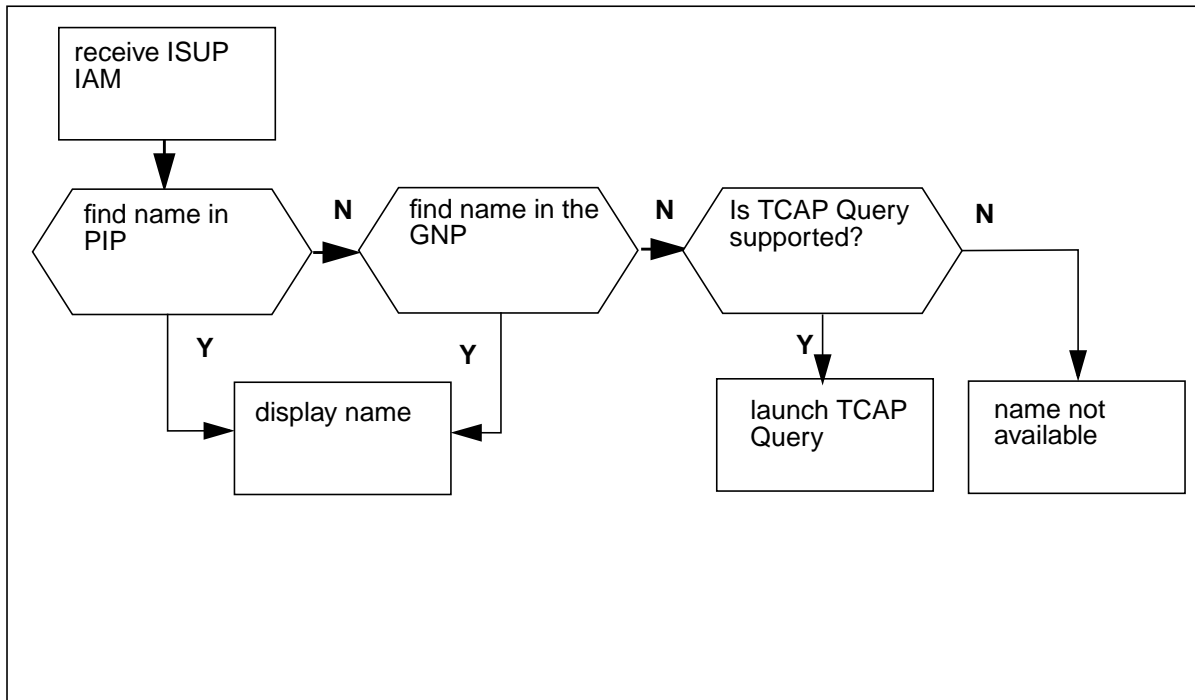 receive ISUP
IAM
find name in
PIP
N
find name in the
GNP
N
Is TCAP Query
supported?
N
Y
Y
Y
display name
launch TCAP
Query
name not
available